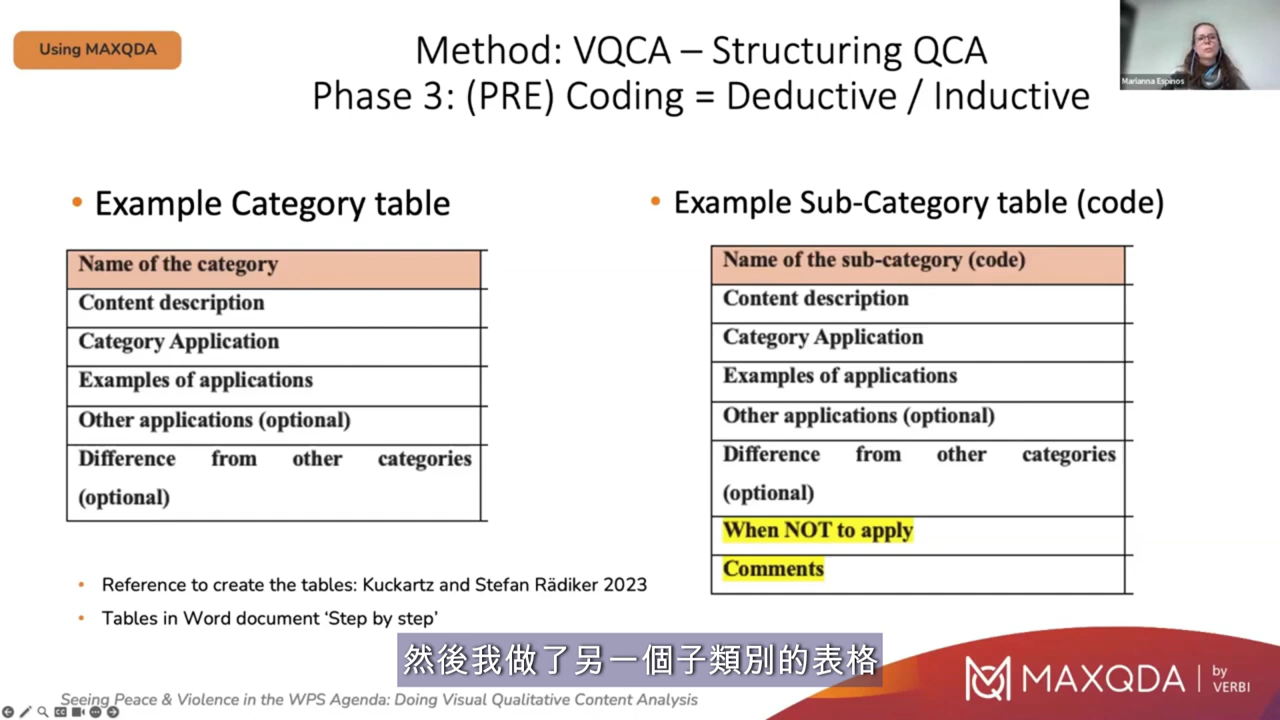 Using MAXQDA
Method: VQCA – Structuring QCA
Phase 3: (PRE) Coding = Deductive / Inductive
Marianna Espinos
• Example Category table
Name of the category
Content description
Category Application
Examples of applications
Other applications (optional)
Difference from other categories
(optional)
• Example Sub-Category table (code)
Name of the sub-category (code)
Content description
Category Application
Examples of applications
Other applications (optional)
Difference from other categories
(optional)
When NOT to apply
Comments
• Reference to create the tables: Kuckartz and Stefan Rädiker 2023
• Tables in Word document ‘Step by step’
然後我做了另一個子類別的表格
Seeing Peace & Violence in the WPS Agenda: Doing Visual Qualitative Content Analysis
MAXQDA
by
VERBI